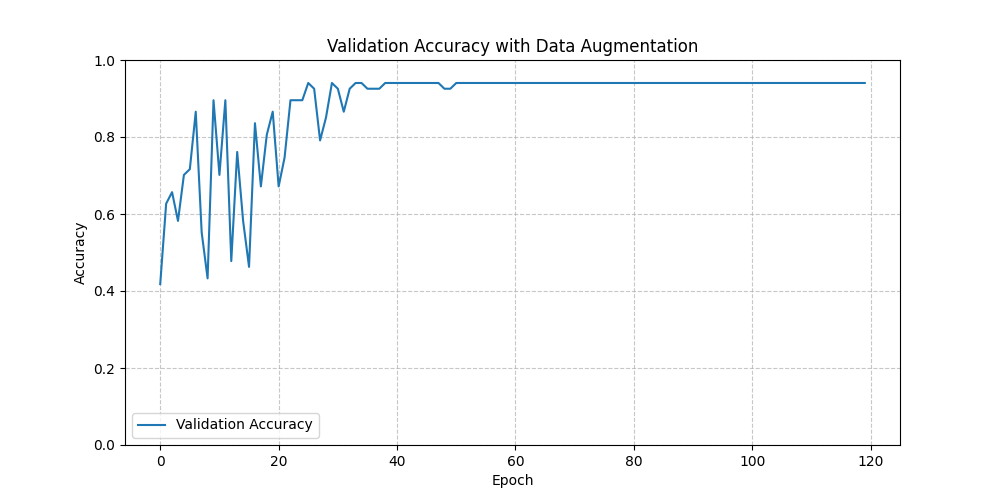 Validation Accuracy with Data Augmentation
1.0
0.8
0.6
0.4
0.2
0.0
Accuracy
Validation Accuracy
0 20 40 60 80 100 120
Epoch